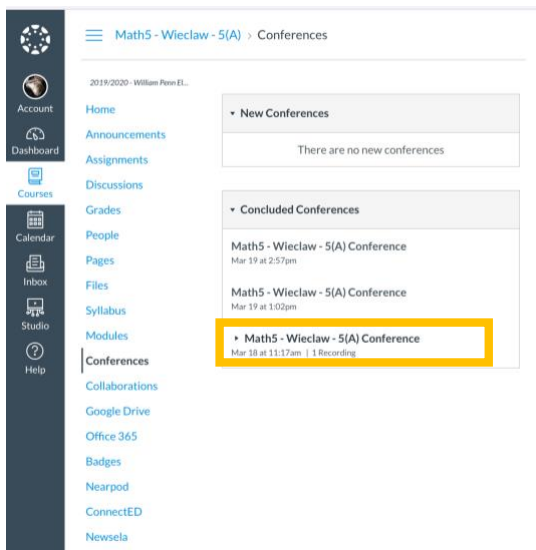 Math5 - Wieclaw - 5(A) > Conferences
2019/2020 - William Penn El...
Account
Dashboard
Courses
Calendar
Inbox
Studio
Help
Home
Announcements
Assignments
Discussions
Grades
People
Pages
Files
Syllabus
Modules
Conferences
Collaborations
Google Drive
Office 365
Badges
Nearpod
ConnectED
Newsela
New Conferences
There are no new conferences
Concluded Conferences
Math5 - Wieclaw - 5(A) Conference
Mar 19 at 2:57pm
Math5 - Wieclaw - 5(A) Conference
Mar 19 at 1:02pm
Math5 - Wieclaw - 5(A) Conference
Mar 18 at 11:17am | 1 Recording